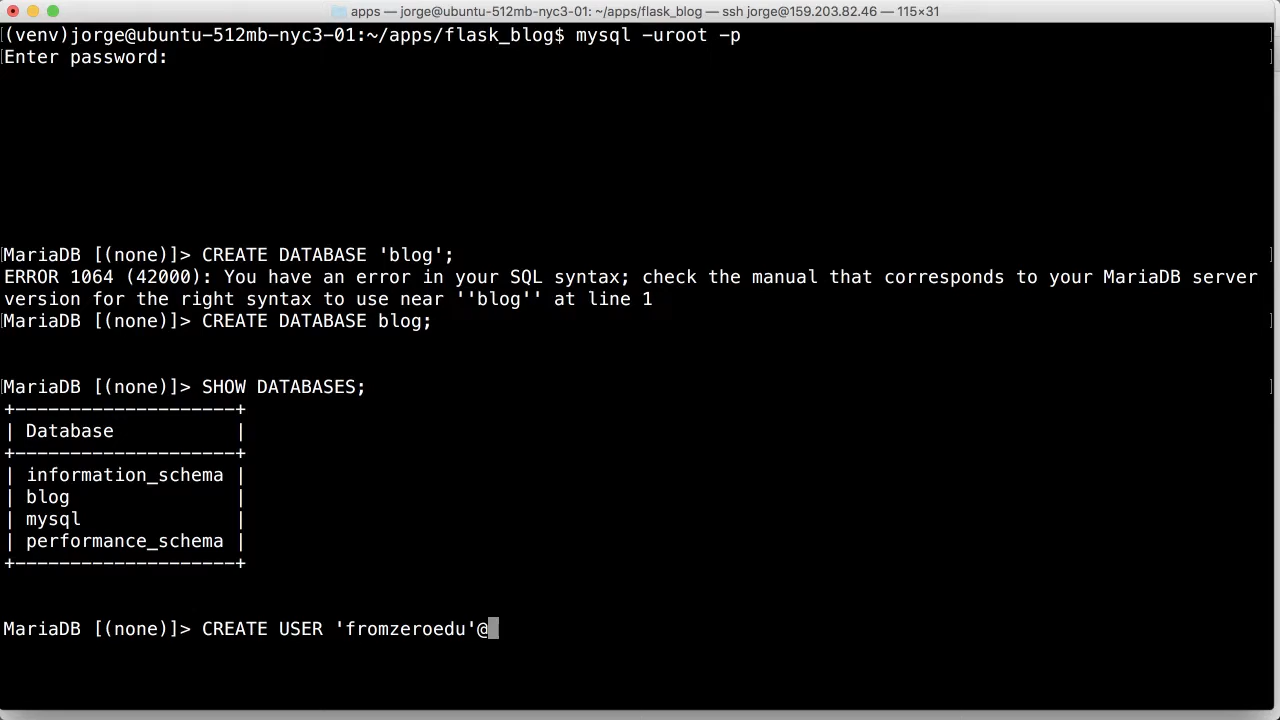 apps — jorge@ubuntu-512mb-nyc3-01: ~/apps/flask_blog — ssh jorge@159.203.82.46 — 115×31
(venv)jorge@ubuntu-512mb-nyc3-01:~/apps/flask_blog$ mysql -uroot -p
Enter password:
MariaDB [(none)]> CREATE DATABASE 'blog';
ERROR 1064 (42000): You have an error in your SQL syntax; check the manual that corresponds to your MariaDB server
version for the right syntax to use near ''blog'' at line 1
MariaDB [(none)]> CREATE DATABASE blog;
MariaDB [(none)]> SHOW DATABASES;
+--------------------+
| Database           |
+--------------------+
| information_schema |
| blog               |
| mysql              |
| performance_schema |
+--------------------+
MariaDB [(none)]> CREATE USER 'fromzeroedu'@